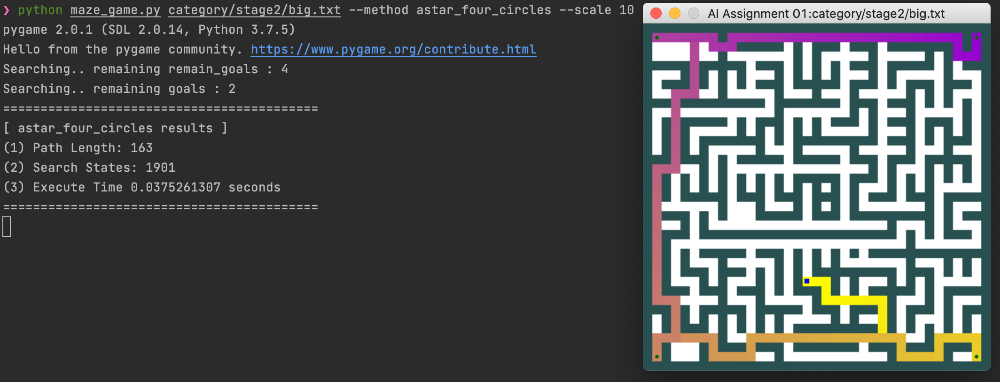 ❯ python maze_game.py category/stage2/big.txt --method astar_four_circles --scale 10
pygame 2.0.1 (SDL 2.0.14, Python 3.7.5)
Hello from the pygame community. https://www.pygame.org/contribute.html
Searching.. remaining remain_goals : 4
Searching.. remaining goals : 2
==========================================
[ astar_four_circles results ]
(1) Path Length: 163
(2) Search States: 1901
(3) Execute Time 0.0375261307 seconds
==========================================
AI Assignment 01:category/stage2/big.txt